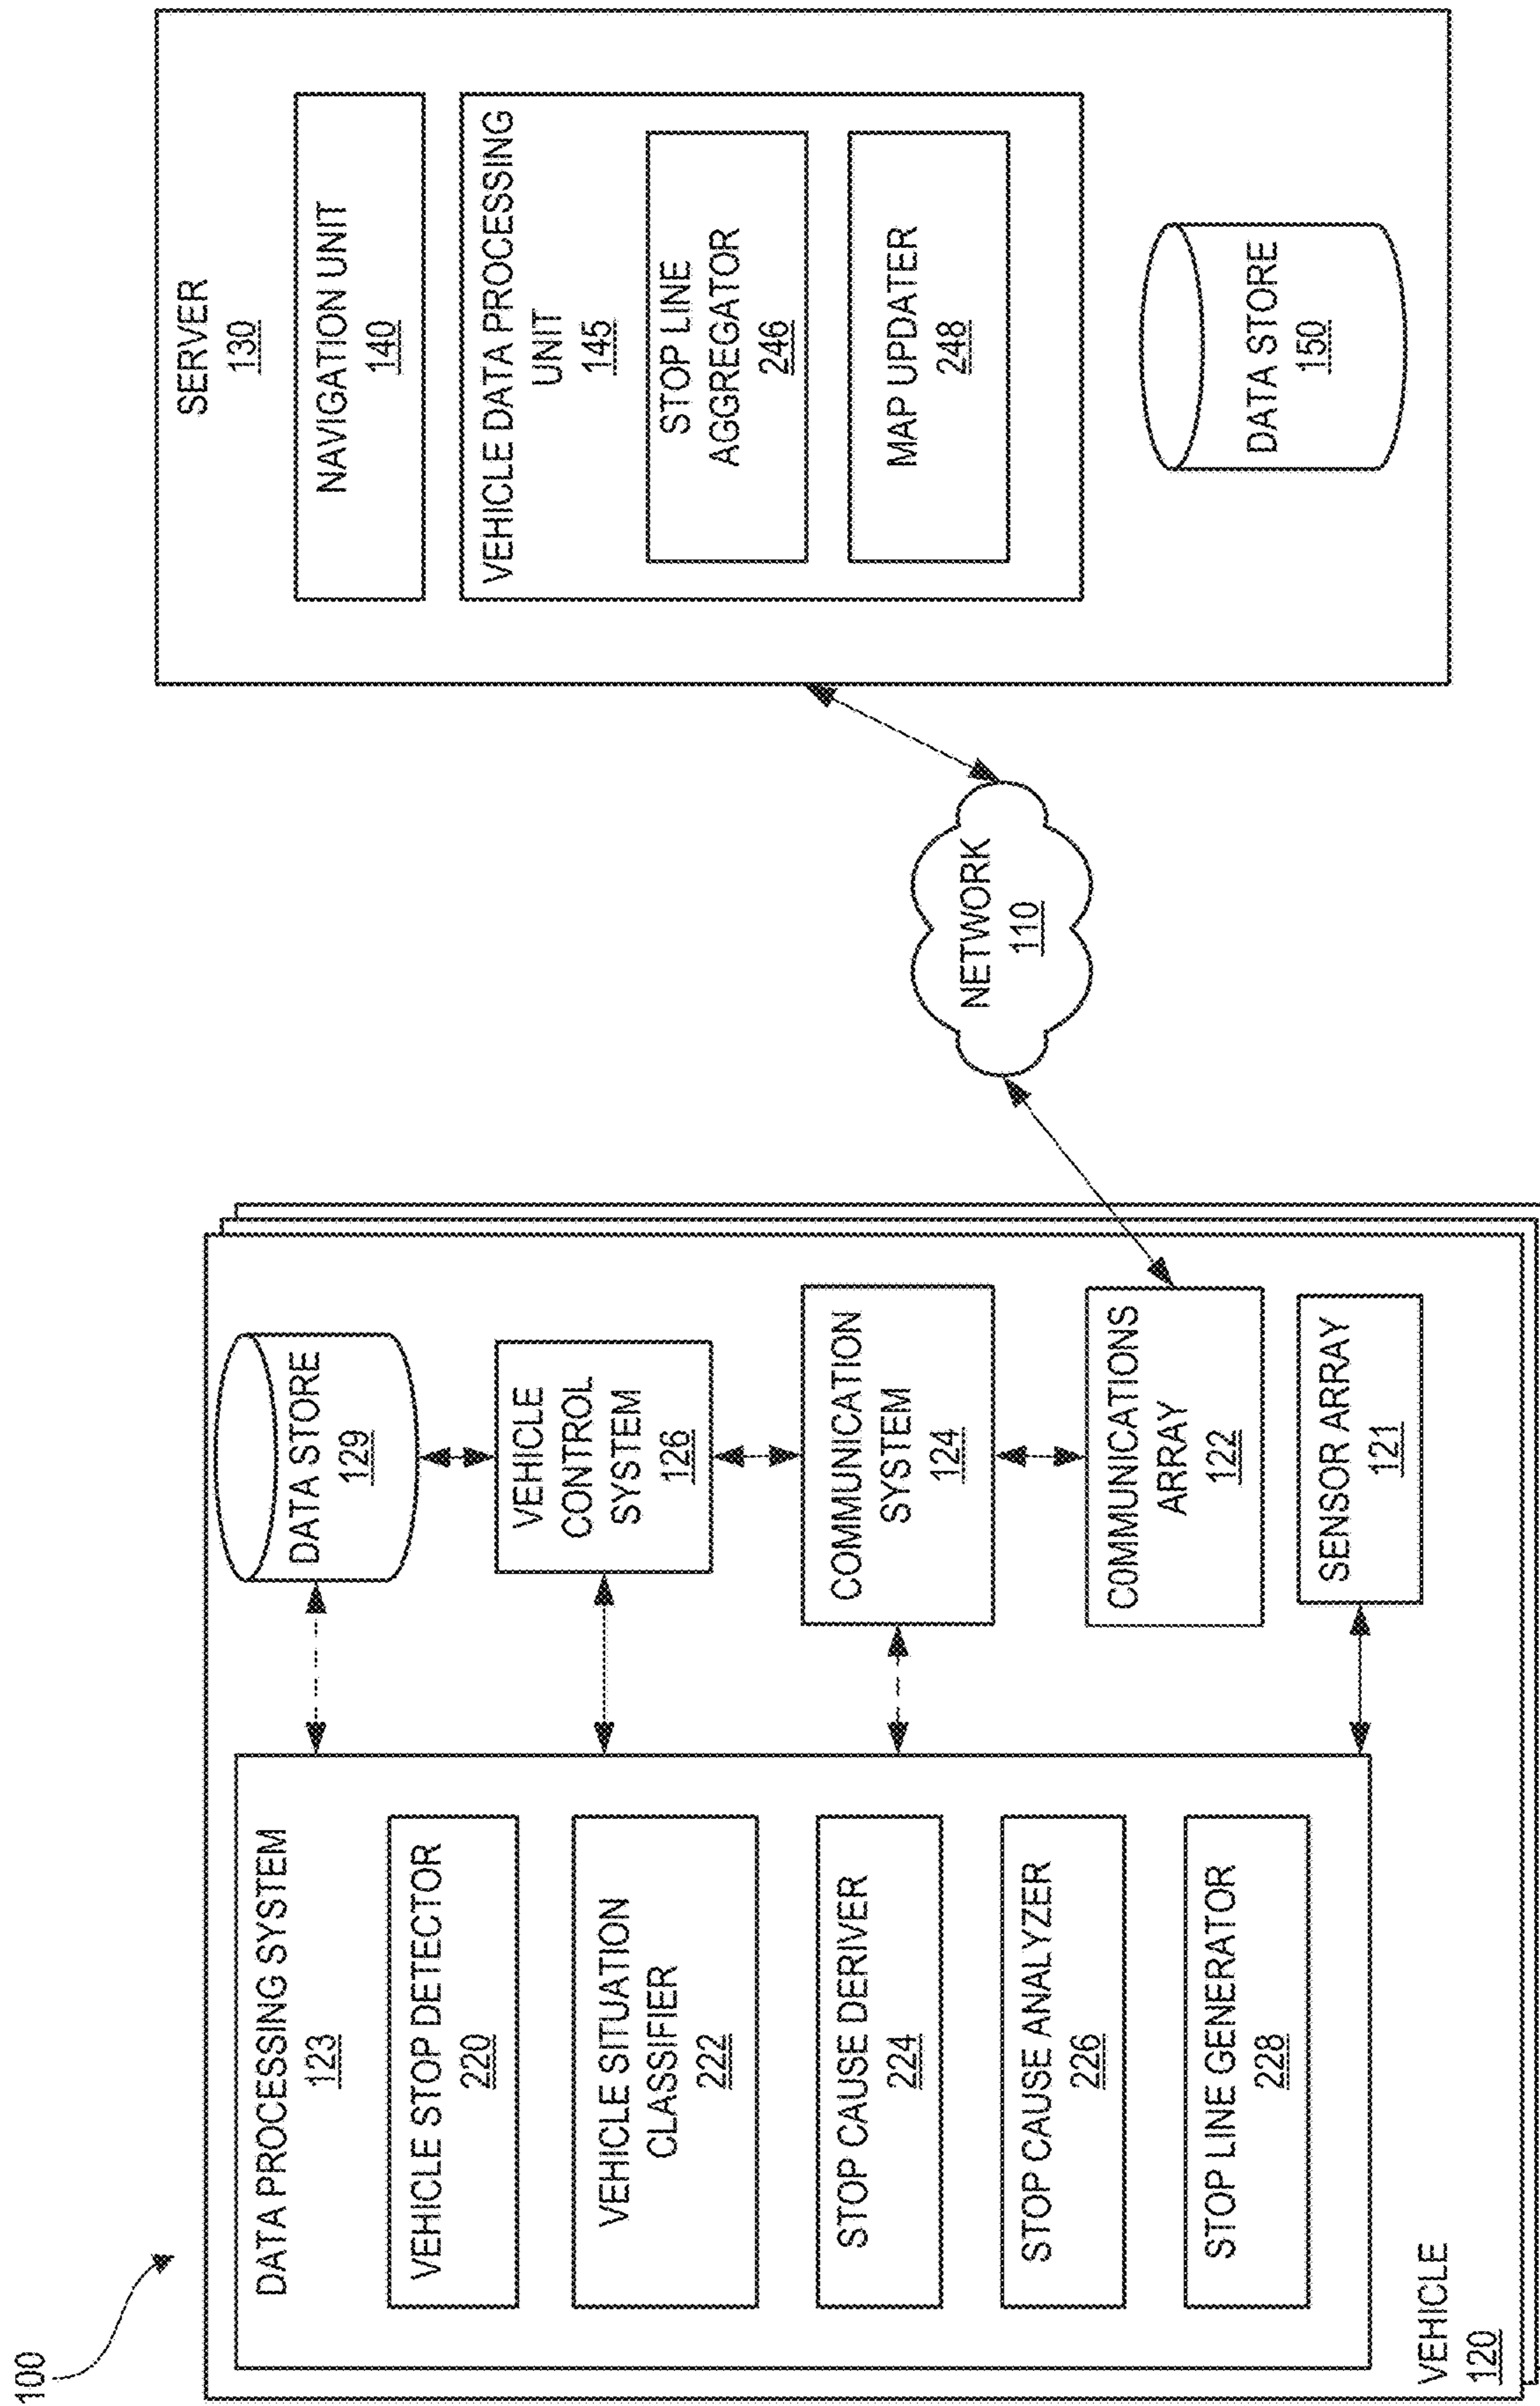 100
VEHICLE
120
DATA PROCESSING SYSTEM
123
VEHICLE STOP DETECTOR
220
VEHICLE SITUATION
CLASSIFIER
222
STOP CAUSE DERIVER
224
STOP CAUSE ANALYZER
226
STOP LINE GENERATOR
228
DATA STORE
129
VEHICLE
CONTROL
SYSTEM
126
COMMUNICATION
SYSTEM
124
COMMUNICATIONS
ARRAY
122
SENSOR ARRAY
121
NETWORK
110
SERVER
130
NAVIGATION UNIT
140
VEHICLE DATA PROCESSING
UNIT
145
STOP LINE
AGGREGATOR
246
MAP UPDATER
248
DATA STORE
150